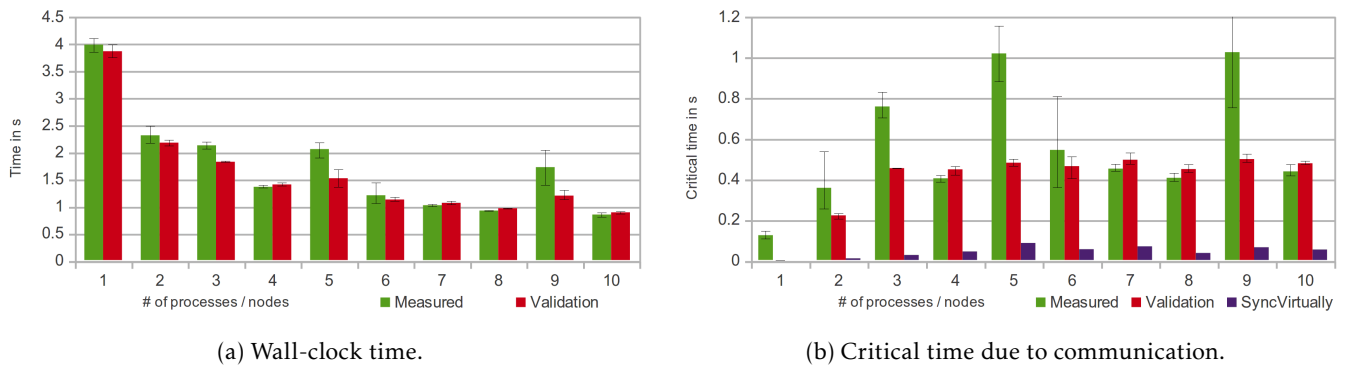 4.5
4
3.5
3
2.5
2
1.5
1
0.5
0
Time in s
1 2 3 4 5 6 7 8 9 10
# of processes / nodes Measured Validation
(a) Wall-clock time.
1.2
1
0.8
0.6
0.4
0.2
0
Critical time in s
1 2 3 4 5 6 7 8 9 10
# of processes / nodes Measured Validation SyncVirtually
(b) Critical time due to communication.